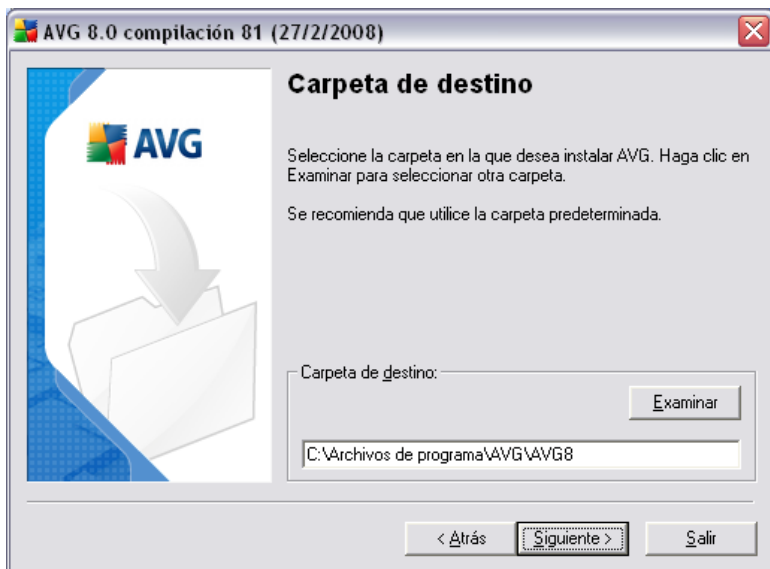 AVG 8.0 compilación 81 (27/2/2008)
Carpeta de destino
AVG
Seleccione la carpeta en la que desea instalar AVG. Haga clic en
Examinar para seleccionar otra carpeta.
Se recomienda que utilice la carpeta predeterminada.
Carpeta de destino:
Examinar
C:\Archivos de programa\AVG\AVG8
< Atrás
Siguiente >
Salir